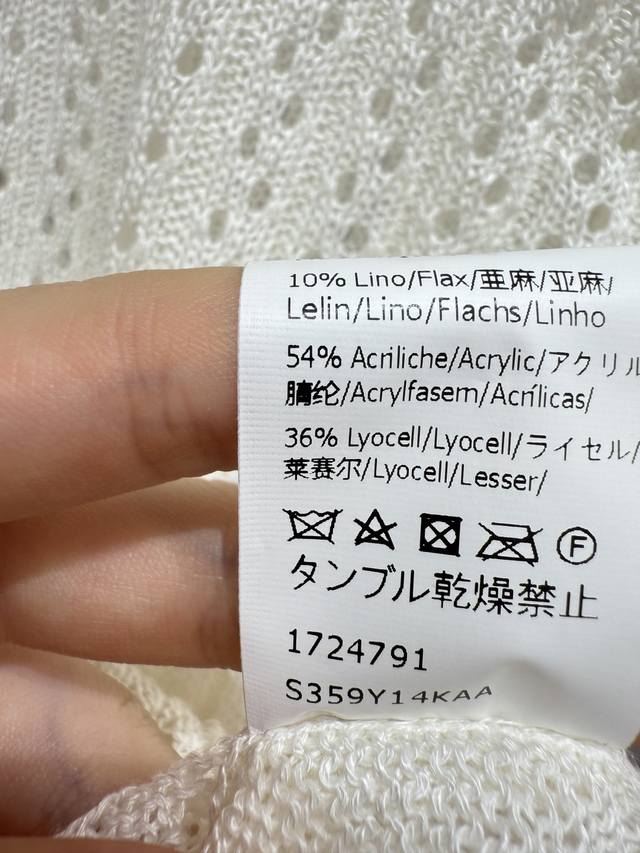 10% Lino/Flax/亜麻/亚麻/
Lelin/Lino/Flachs/Linho
54% Acriliche/Acrylic/アクリル
腈纶/Acrylfasern/Acrílicas/
36% Lyocell/Lyocell/ライセル/
莱赛尔/Lyocell/Lesser/
F
タンブル乾燥禁止
1724791
S359Y14KAA